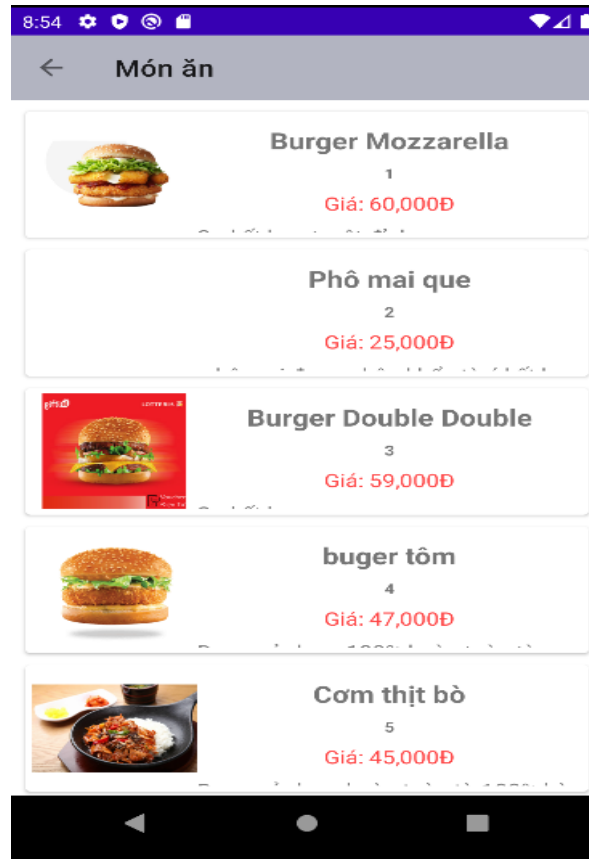 8:54
Món ăn
Burger Mozzarella
1
Giá: 60,000Đ
Phô mai que
2
Giá: 25,000Đ
LOTTERIA
Burger Double Double
3
Giá: 59,000Đ
buger tôm
4
Giá: 47,000Đ
Cơm thịt bò
5
Giá: 45,000Đ